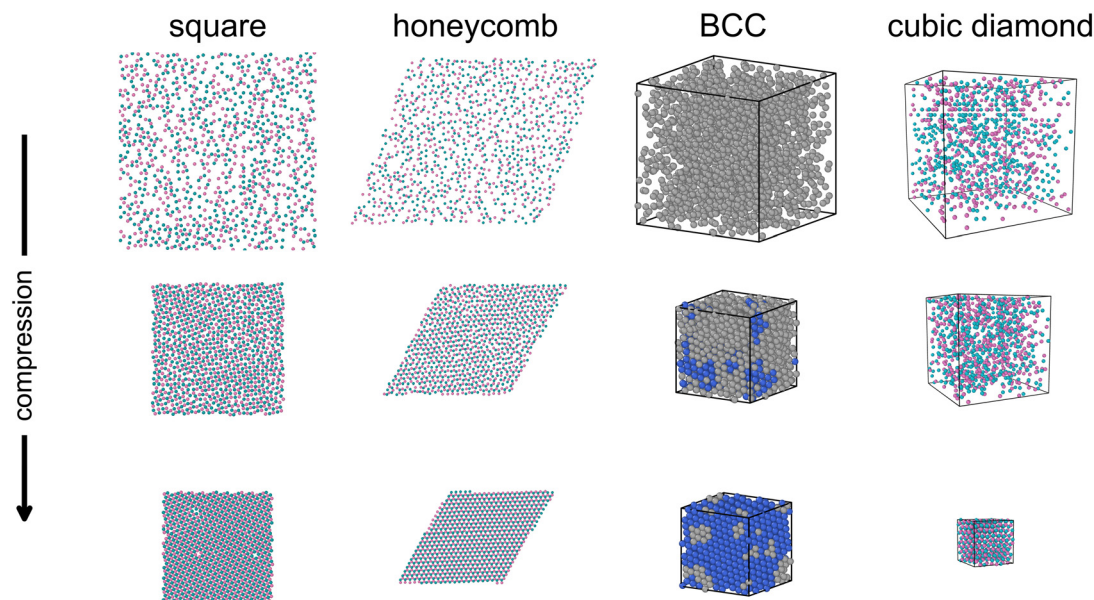 square
honeycomb
BCC
cubic diamond
compression